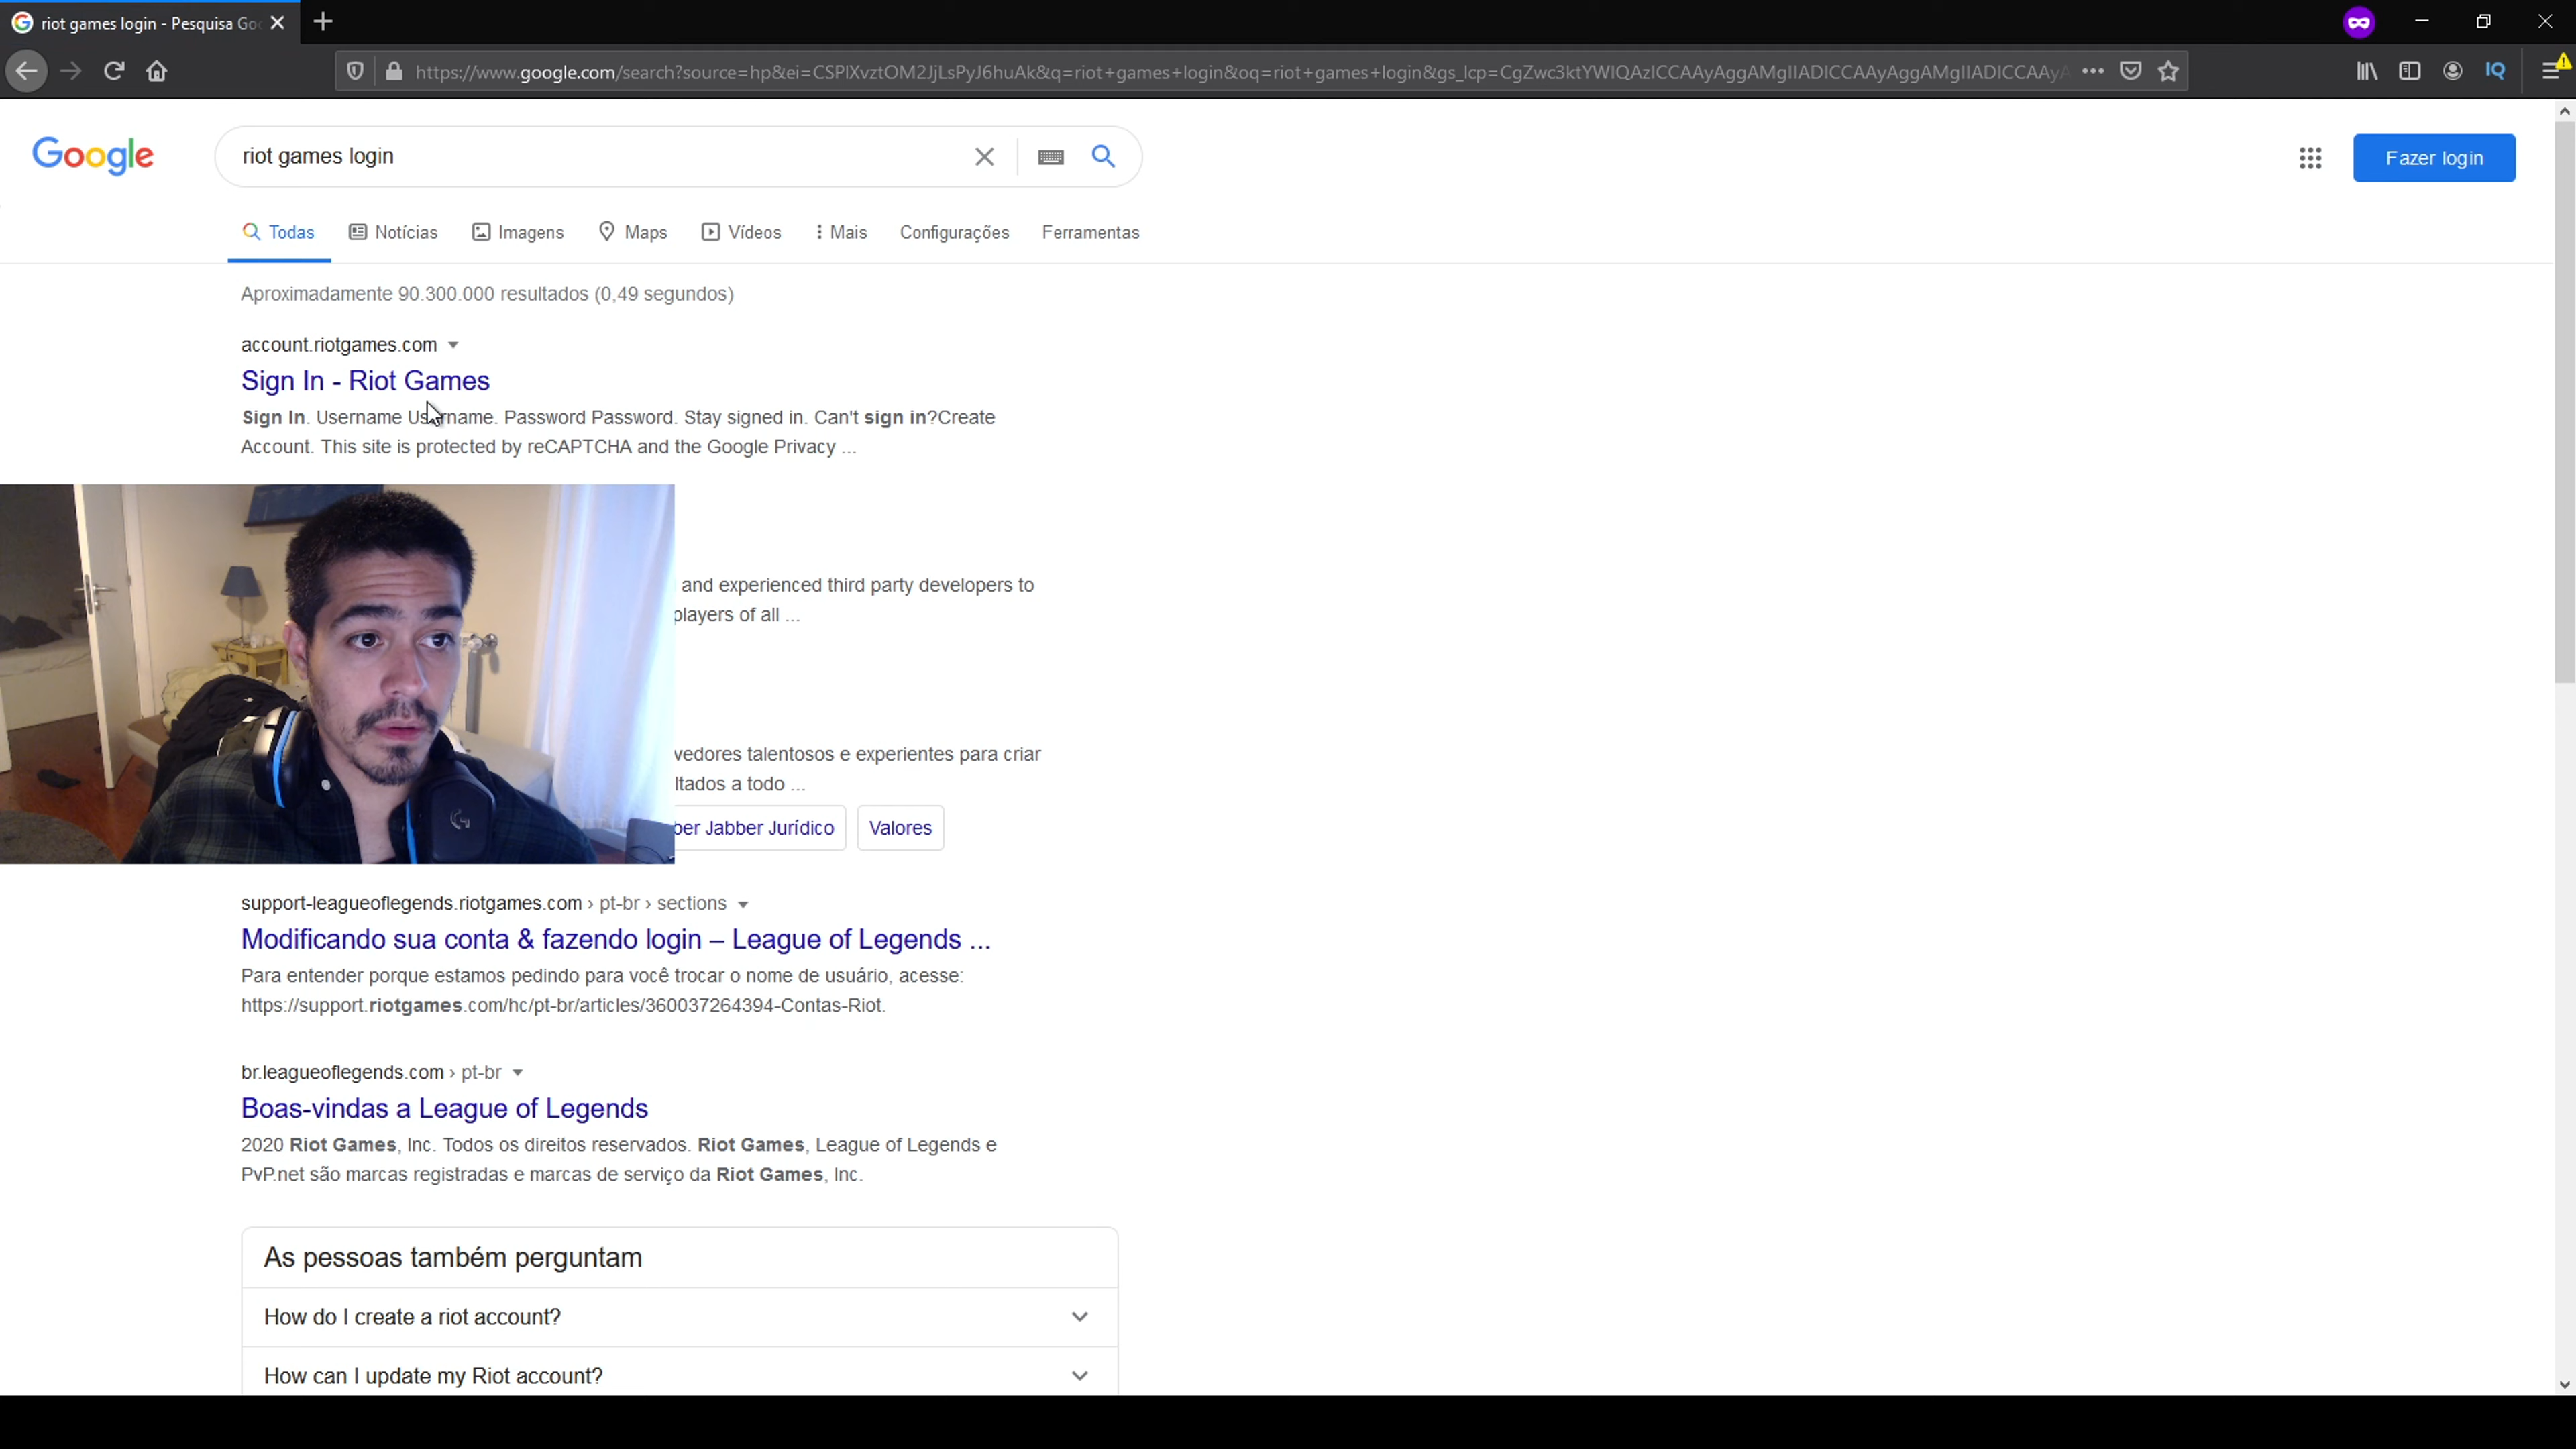 riot games login - Pesquisa Goo
https://www.google.com/search?source=hp&ei=CSPIXvztOM2JjLsPyJ6huAk&q=riot+games+login&oq=riot+games+login&gs_lcp=CgZwc3ktYWIQAzICCAAyAggAMgIIADICCAAyAggAMgIIADICCAAyA
IQ
Google
riot games login
Fazer login
Todas Notícias Imagens Maps Vídeos Mais Configurações Ferramentas
Aproximadamente 90.300.000 resultados (0,49 segundos)
account.riotgames.com
Sign In - Riot Games
Sign In. Username Username. Password Password. Stay signed in. Can't sign in?Create
Account. This site is protected by reCAPTCHA and the Google Privacy ...
and experienced third party developers to
players of all ...
vedores talentosos e experientes para criar
ltados a todo ...
ber Jabber Jurídico Valores
support-leagueoflegends.riotgames.com › pt-br › sections
Modificando sua conta & fazendo login – League of Legends ...
Para entender porque estamos pedindo para você trocar o nome de usuário, acesse:
https://support.riotgames.com/hc/pt-br/articles/360037264394-Contas-Riot.
br.leagueoflegends.com › pt-br
Boas-vindas a League of Legends
2020 Riot Games, Inc. Todos os direitos reservados. Riot Games, League of Legends e
PvP.net são marcas registradas e marcas de serviço da Riot Games, Inc.
As pessoas também perguntam
How do I create a riot account?
How can I update my Riot account?